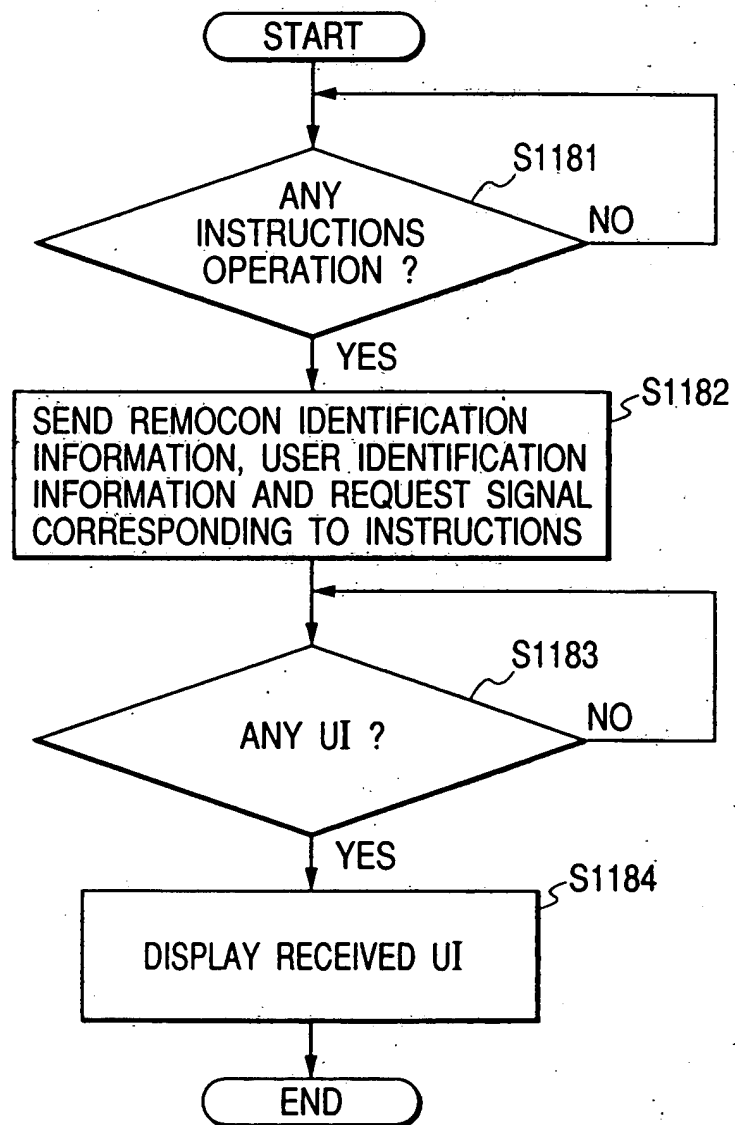 START
S1181
ANY
INSTRUCTIONS
OPERATION ?
NO
YES
S1182
SEND REMOCON IDENTIFICATION
INFORMATION, USER IDENTIFICATION
INFORMATION AND REQUEST SIGNAL
CORRESPONDING TO INSTRUCTIONS
S1183
ANY UI ?
NO
YES
S1184
DISPLAY RECEIVED UI
END